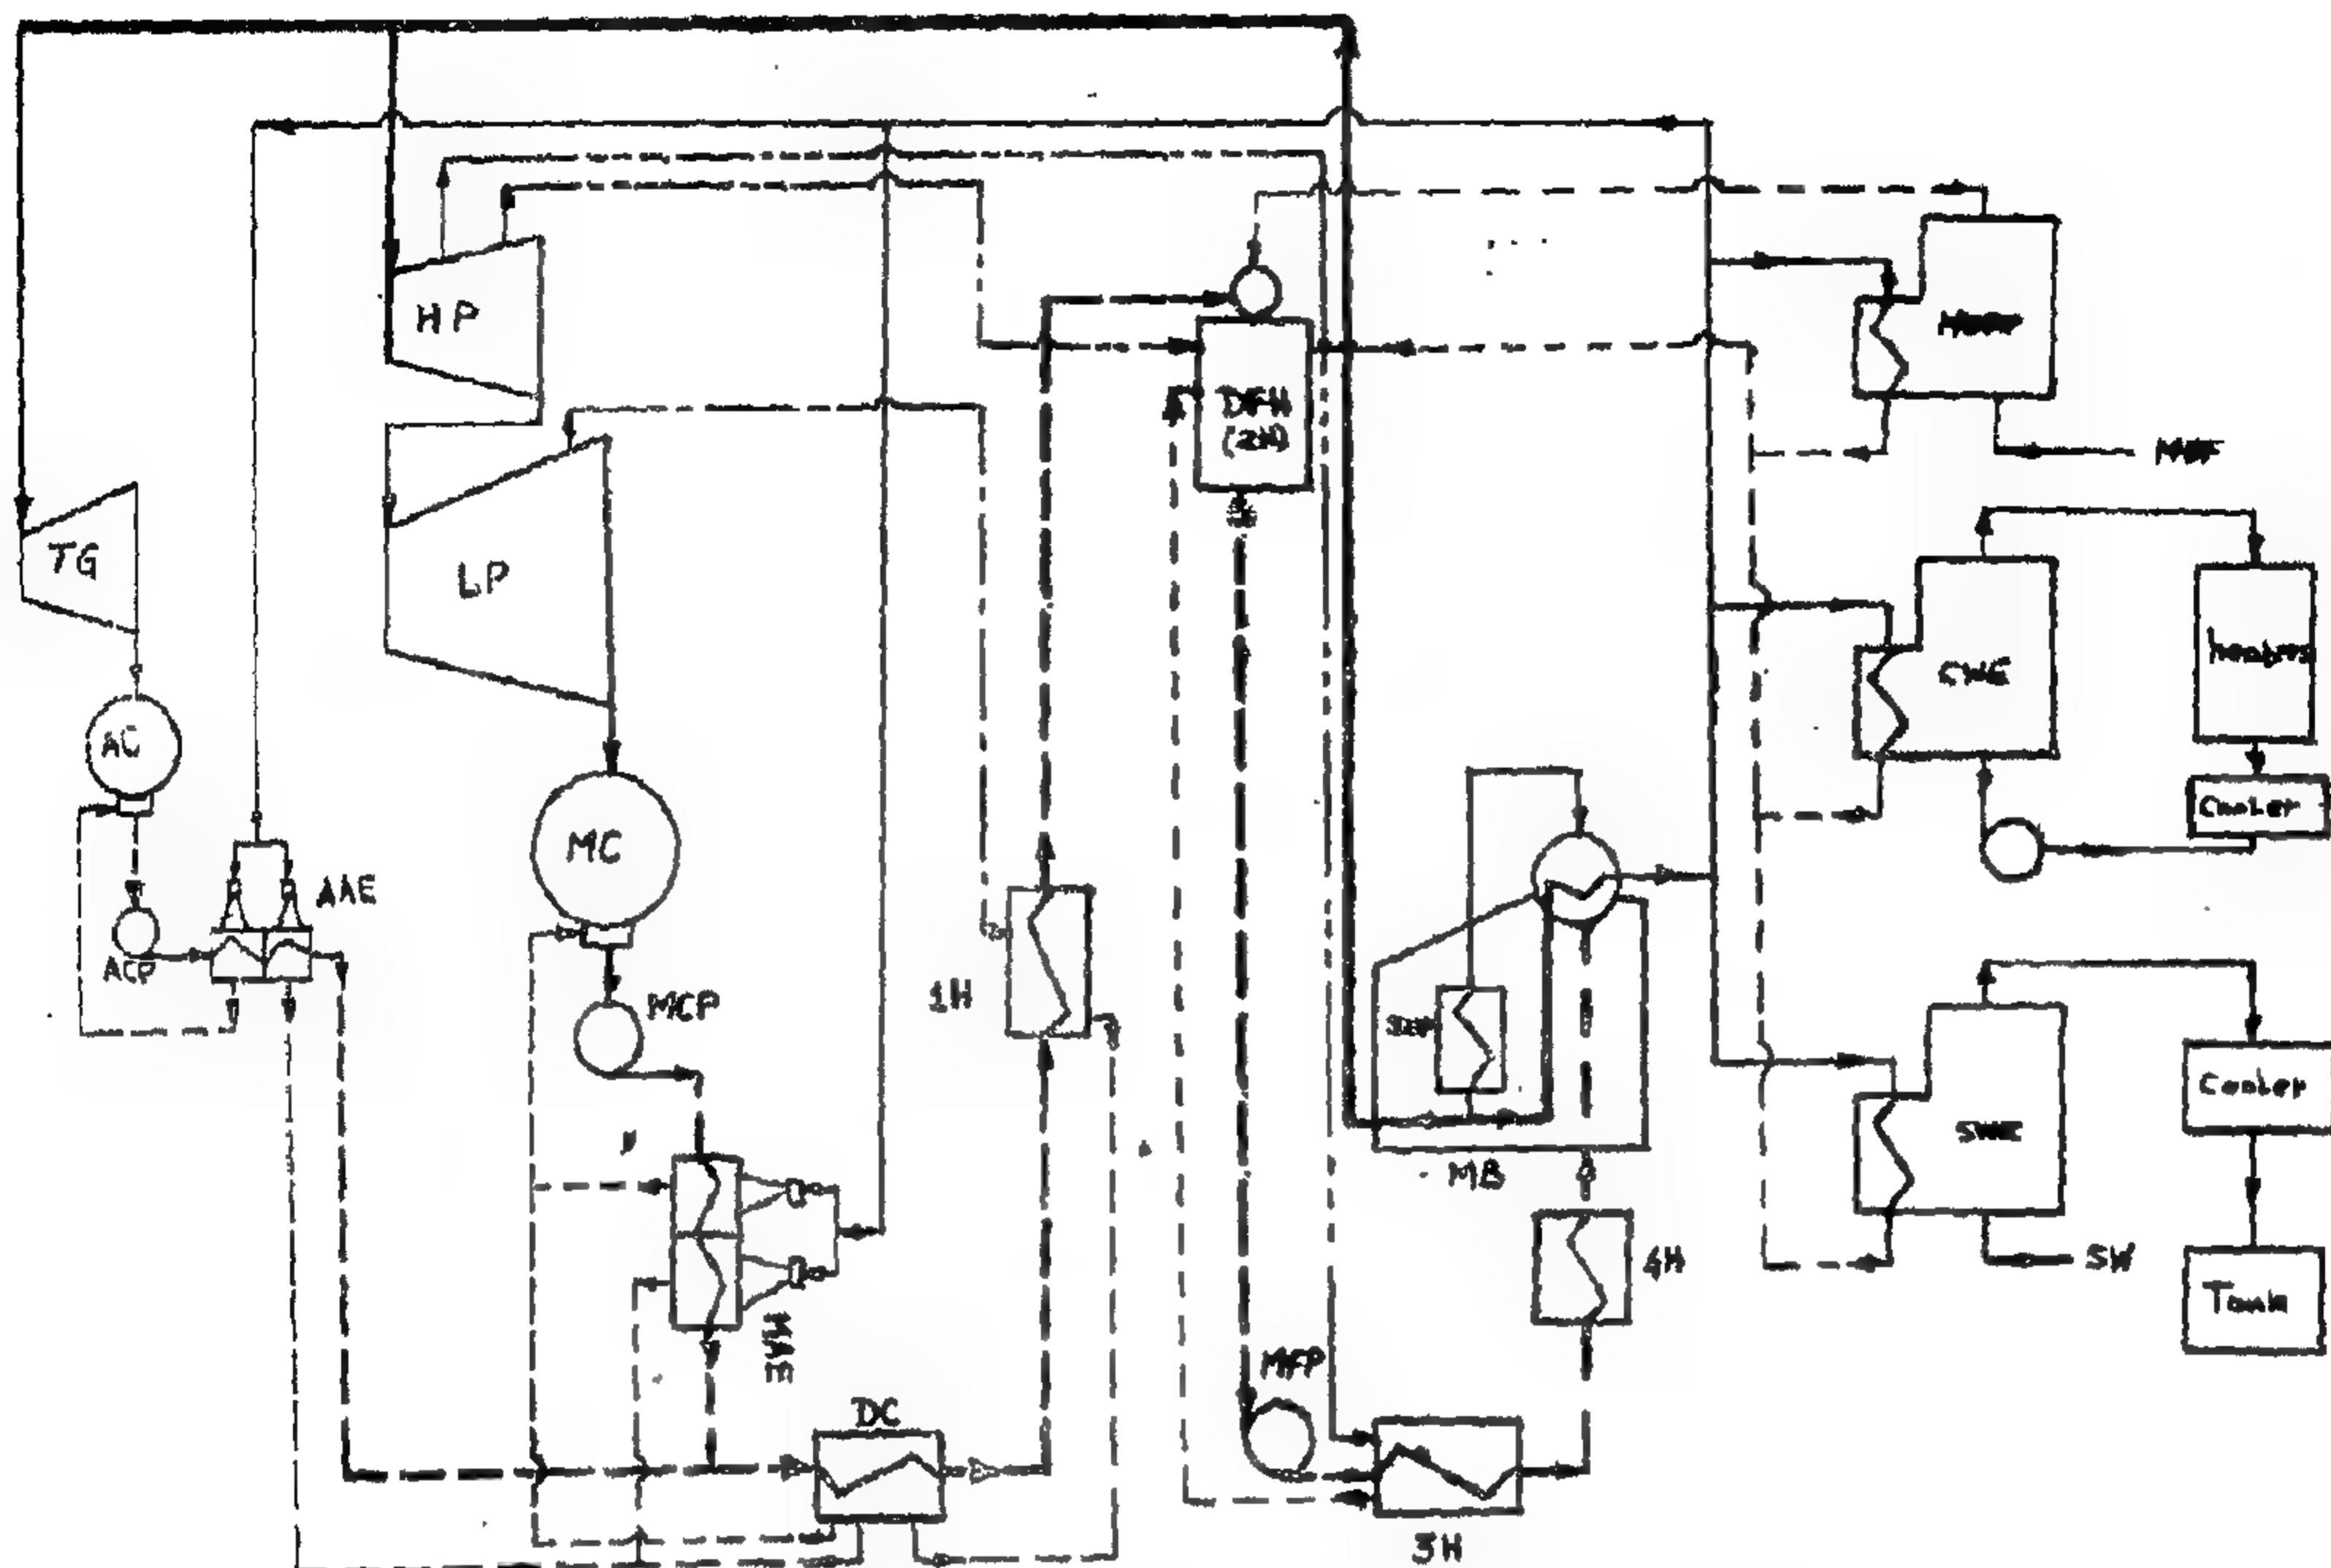 HP
DFH
(2H)
TG
LP
CWE
AC
Cooler
MC
AAE
ACP
MCP
1H
Cooler
SWE
MB
4H
SW
Tank
MAE
MFP
DC
3H